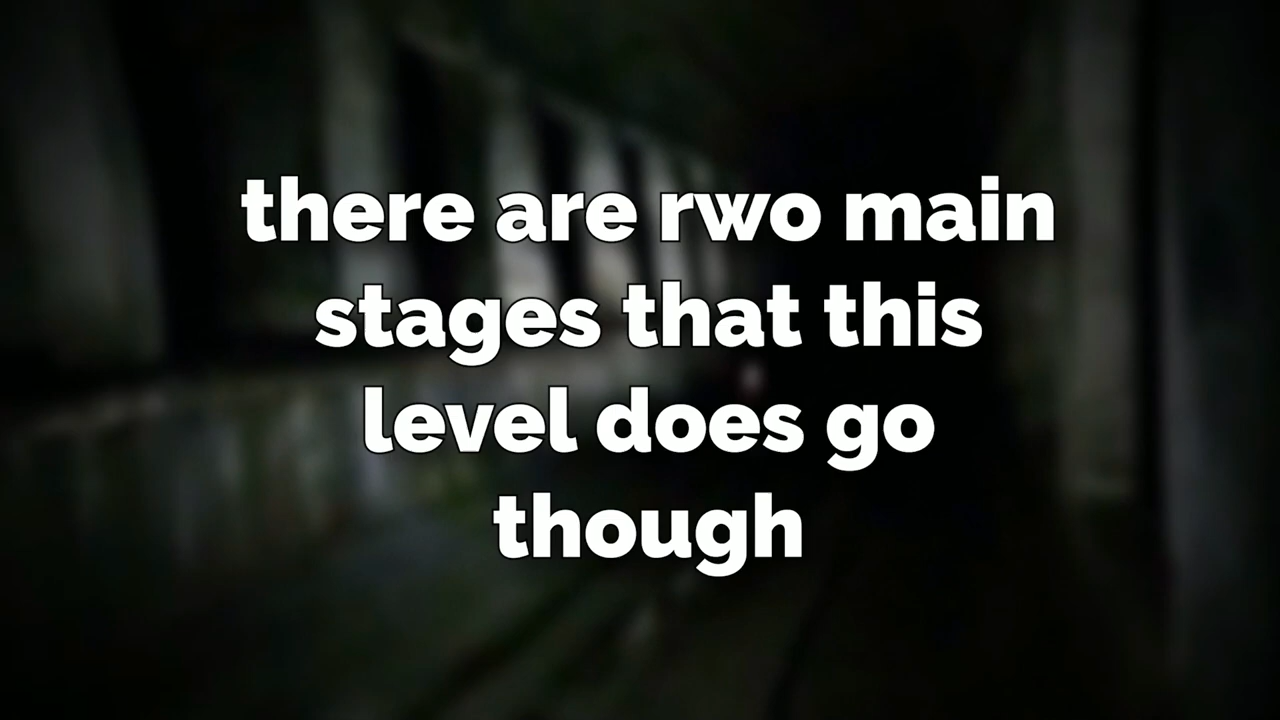 there are rwo main
stages that this
level does go
though